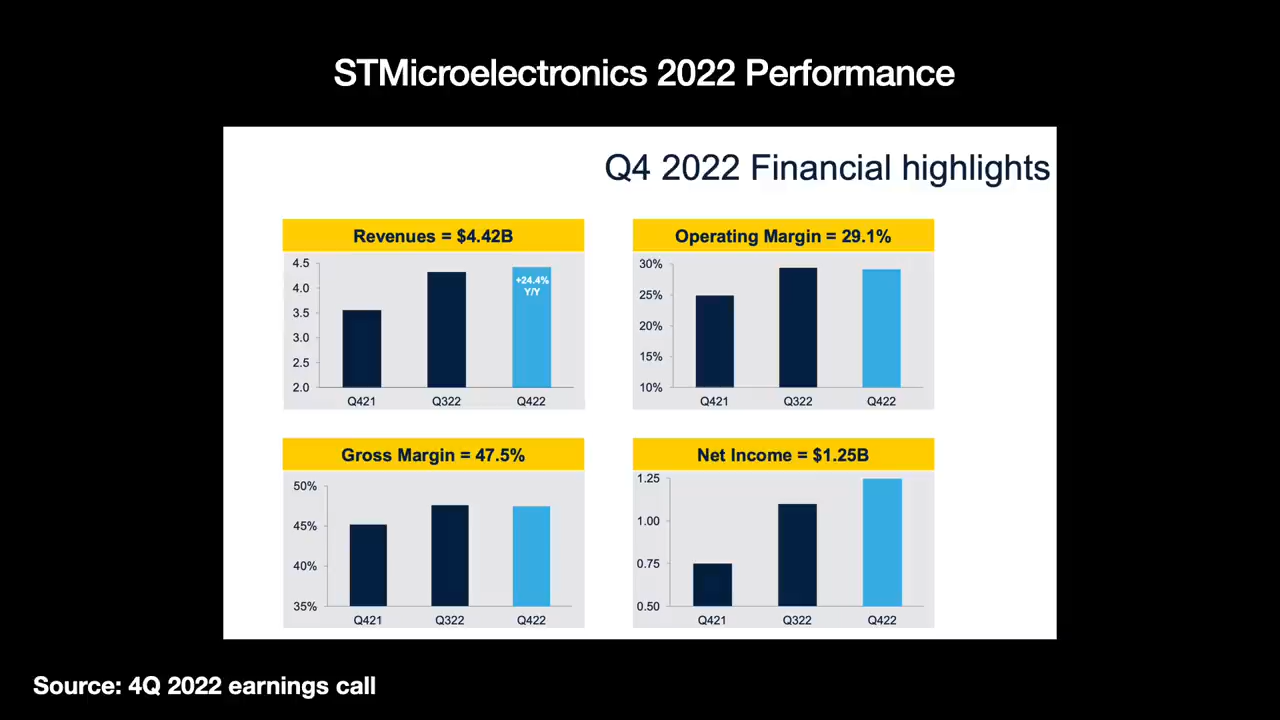 STMicroelectronics 2022 Performance
Q4 2022 Financial highlights
Revenues = $4.42B
4.5
4.0
3.5
3.0
2.5
2.0
+24.4%
Y/Y
Q421 Q322 Q422
Operating Margin = 29.1%
30%
25%
20%
15%
10%
Q421 Q322 Q422
Gross Margin = 47.5%
50%
45%
40%
35%
Q421 Q322 Q422
Net Income = $1.25B
1.25
1.00
0.75
0.50
Q421 Q322 Q422
Source: 4Q 2022 earnings call